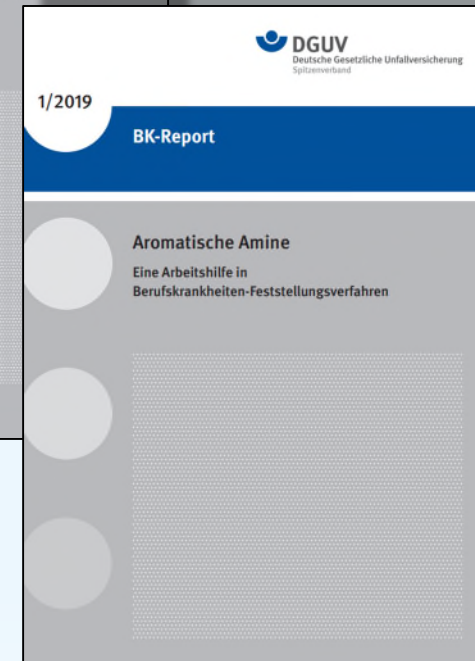 DGUV
Deutsche Gesetzliche Unfallversicherung
Spitzenverband
1/2019
BK-Report
Aromatische Amine
Eine Arbeitshilfe in
Berufskrankheiten-Feststellungsverfahren